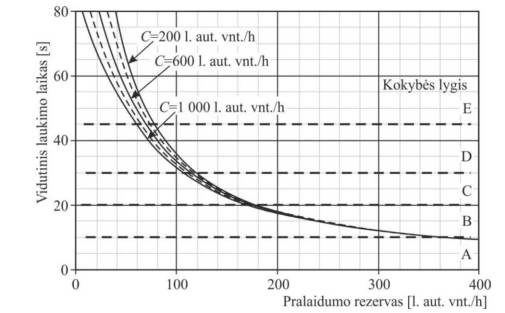 80
60
40
20
0
Vidutinis laukimo laikas [s]
C=200 l. aut. vnt./h
C=600 l. aut. vnt./h
C=1 000 l. aut. vnt./h
Kokybės lygis
E
D
C
B
A
0 100 200 300 400
Pralaidumo rezervas [l. aut. vnt./h]